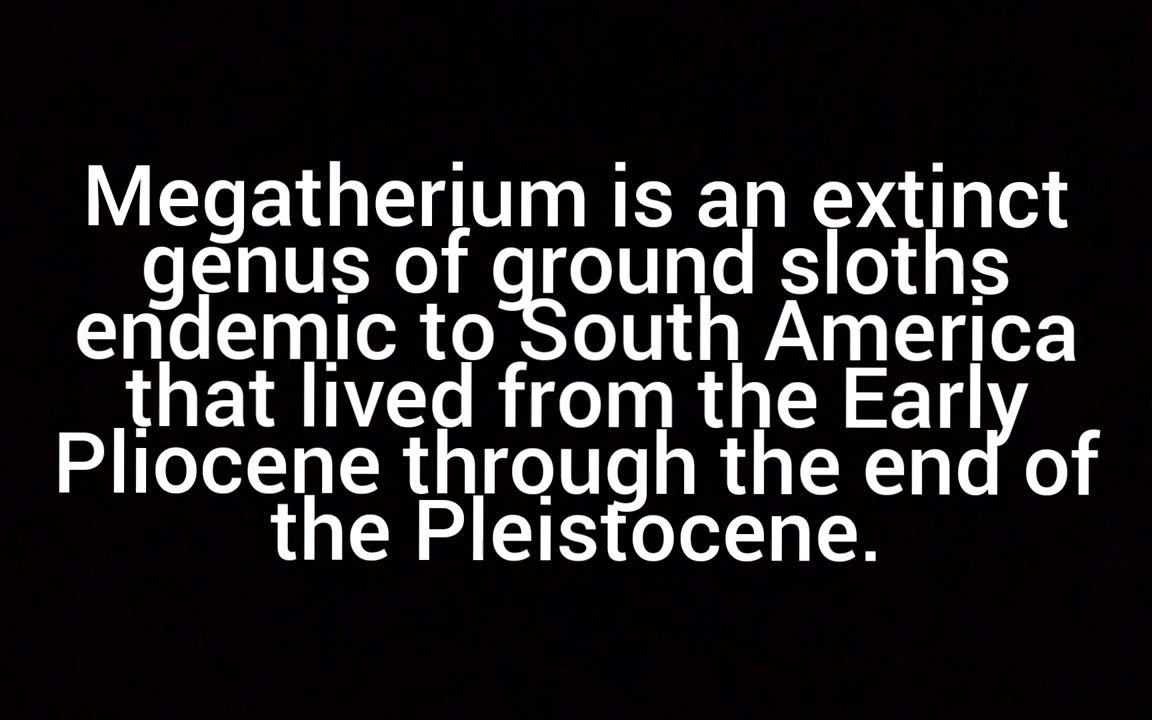 Megatherium is an extinct
genus of ground sloths
endemic to South America
that lived from the Early
Pliocene through the end of
the Pleistocene.